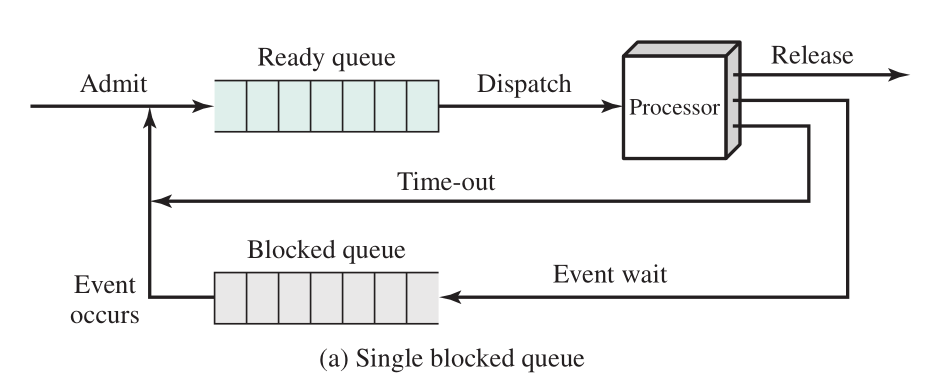 Ready queue
Release
Admit
Dispatch
Processor
Time-out
Blocked queue
Event wait
Event
occurs
(a) Single blocked queue